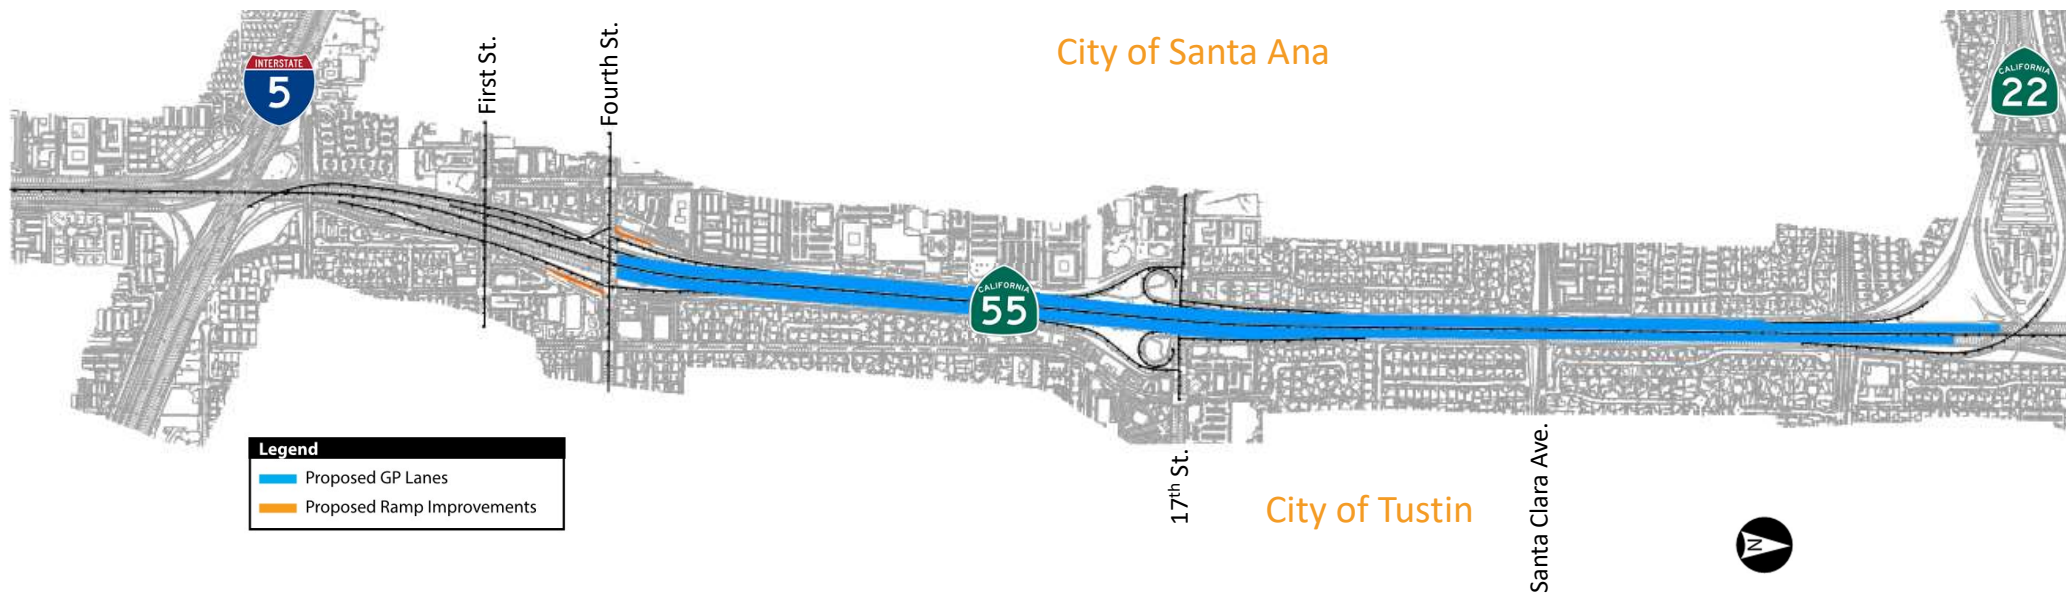 INTERSTATE
5
First St.
Fourth St.
City of Santa Ana
CALIFORNIA
22
CALIFORNIA
55
Legend
Proposed GP Lanes
Proposed Ramp Improvements
17th St.
City of Tustin
Santa Clara Ave.
N